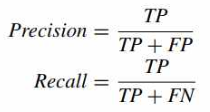 Precision = TP / TP + FP
Recall = TP / TP + FN